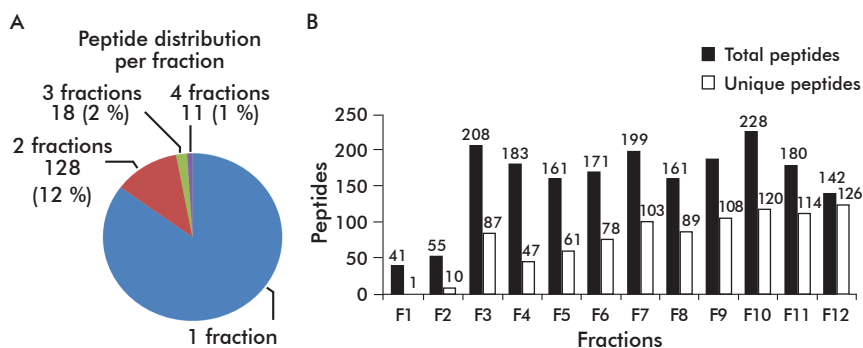 A
Peptide distribution
per fraction
3 fractions
18 (2 %)
4 fractions
11 (1 %)
2 fractions
128
(12 %)
1 fraction
B
Total peptides
Unique peptides
Peptides
250
200
150
100
50
0
41
1
55
10
208
87
183
47
161
61
171
78
199
103
161
89
108
228
120
180
114
142
126
F1 F2 F3 F4 F5 F6 F7 F8 F9 F10 F11 F12
Fractions